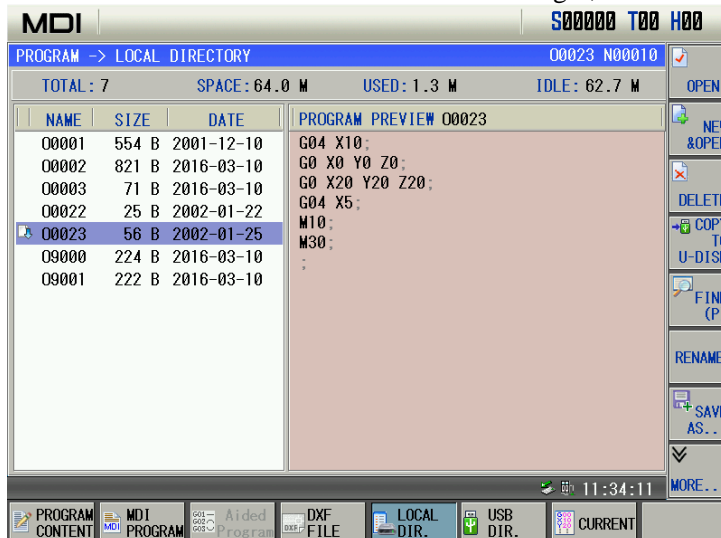 MDI S00000 T00 H00
PROGRAM -> LOCAL DIRECTORY O0023 N00010
TOTAL: 7 SPACE: 64.0 M USED: 1.3 M IDLE: 62.7 M
NAME SIZE DATE PROGRAM PREVIEW O0023
O0001 554 B 2001-12-10
O0002 821 B 2016-03-10
O0003 71 B 2016-03-10
O0022 25 B 2002-01-22
O0023 56 B 2002-01-25
O9000 224 B 2016-03-10
O9001 222 B 2016-03-10
G04 X10;
G0 X0 Y0 Z0;
G0 X20 Y20 Z20;
G04 X5;
M10;
M30;
;
OPEN
NE
&OPE
DELET
COP
T
U-DIS
FIN
(P
RENAME
SAV
AS..
MORE..
11:34:11
PROGRAM CONTENT
MDI PROGRAM
Aided Program
DXF FILE
LOCAL DIR.
USB DIR.
CURRENT